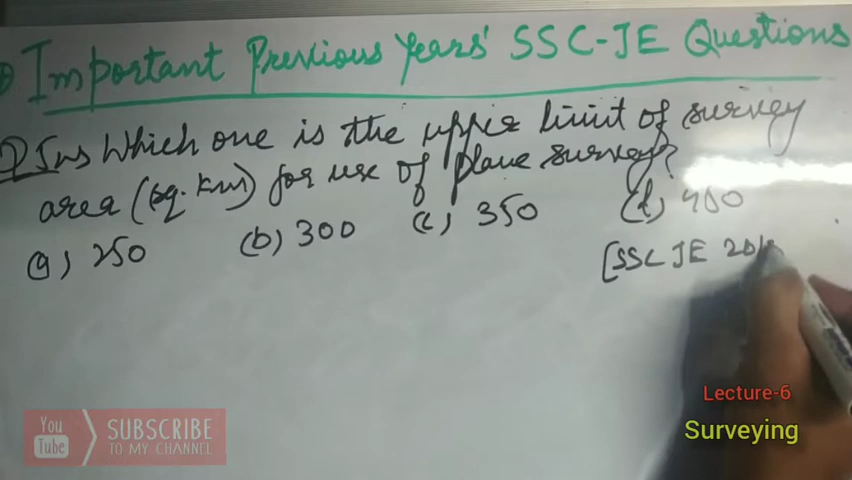 Important Previous Years' SSC-JE Questions
Which one is the upper limit of survey
area (sq. km) for use of plane survey?
(a) 250 (b) 300 (c) 350 (d) 400
[SSC JE 201
Lecture-6
Surveying
You Tube SUBSCRIBE
TO MY CHANNEL